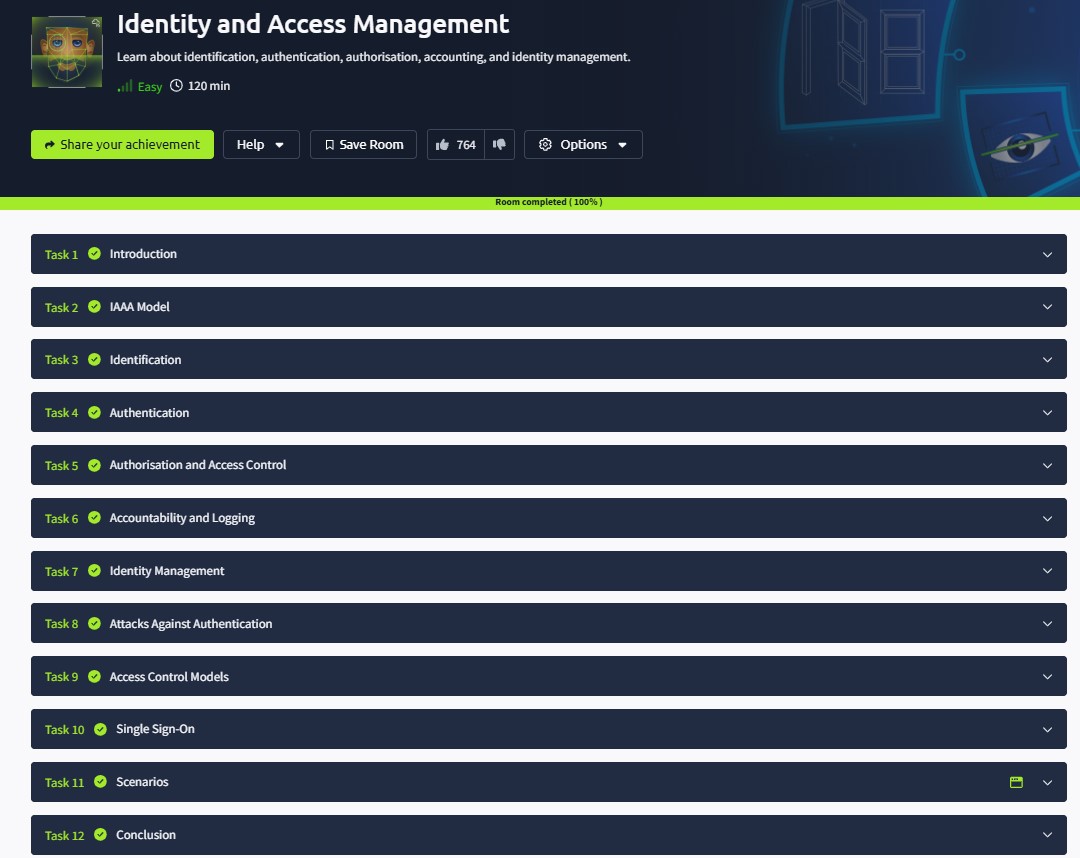 Identity and Access Management
Learn about identification, authentication, authorisation, accounting, and identity management.
Easy 120 min
Share your achievement Help Save Room 764 Options
Room completed ( 100% )
Task 1 Introduction
Task 2 IAAA Model
Task 3 Identification
Task 4 Authentication
Task 5 Authorisation and Access Control
Task 6 Accountability and Logging
Task 7 Identity Management
Task 8 Attacks Against Authentication
Task 9 Access Control Models
Task 10 Single Sign-On
Task 11 Scenarios
Task 12 Conclusion